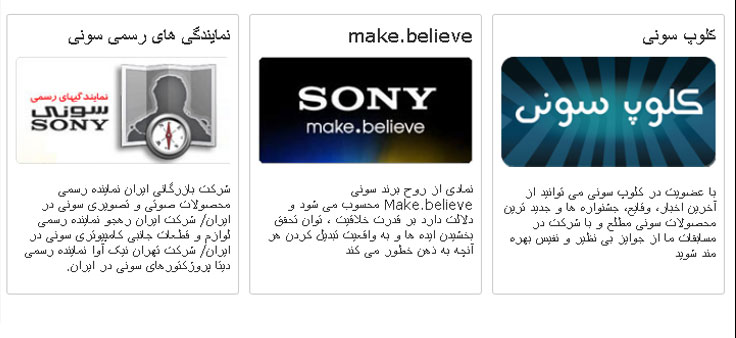 کلوپ سونی
کلوپ سونی
با عضویت در کلوپ سونی می توانید از
آخرین اخبار، وقایع، جشنواره ها و جدید ترین
محصولات سونی مطلع و با شرکت در
مسابقات ما از جوایز بی نظیر و نفیس بهره
مند شوید
make.believe
SONY
make.believe
نمادی از روح برند سونی
Make.believe محسوب می شود و
دلالت دارد بر قدرت خلاقیت ، توان تحقق
بخشیدن ایده ها و به واقعیت تبدیل کردن هر
آنچه به ذهن خطور می کند
نمایندگی های رسمی سونی
نمایندگیهای رسمی
سونی
SONY
شرکت بازرگانی ایران نماینده رسمی
محصولات صوتی و تصویری سونی در
ایران/ شرکت ایران رهجو نماینده رسمی
لوازم و قطعات جانبی کامپیوتری سونی در
ایران/ شرکت تهران نیک آوا نماینده رسمی
دیتا پروژکتورهای سونی در ایران.